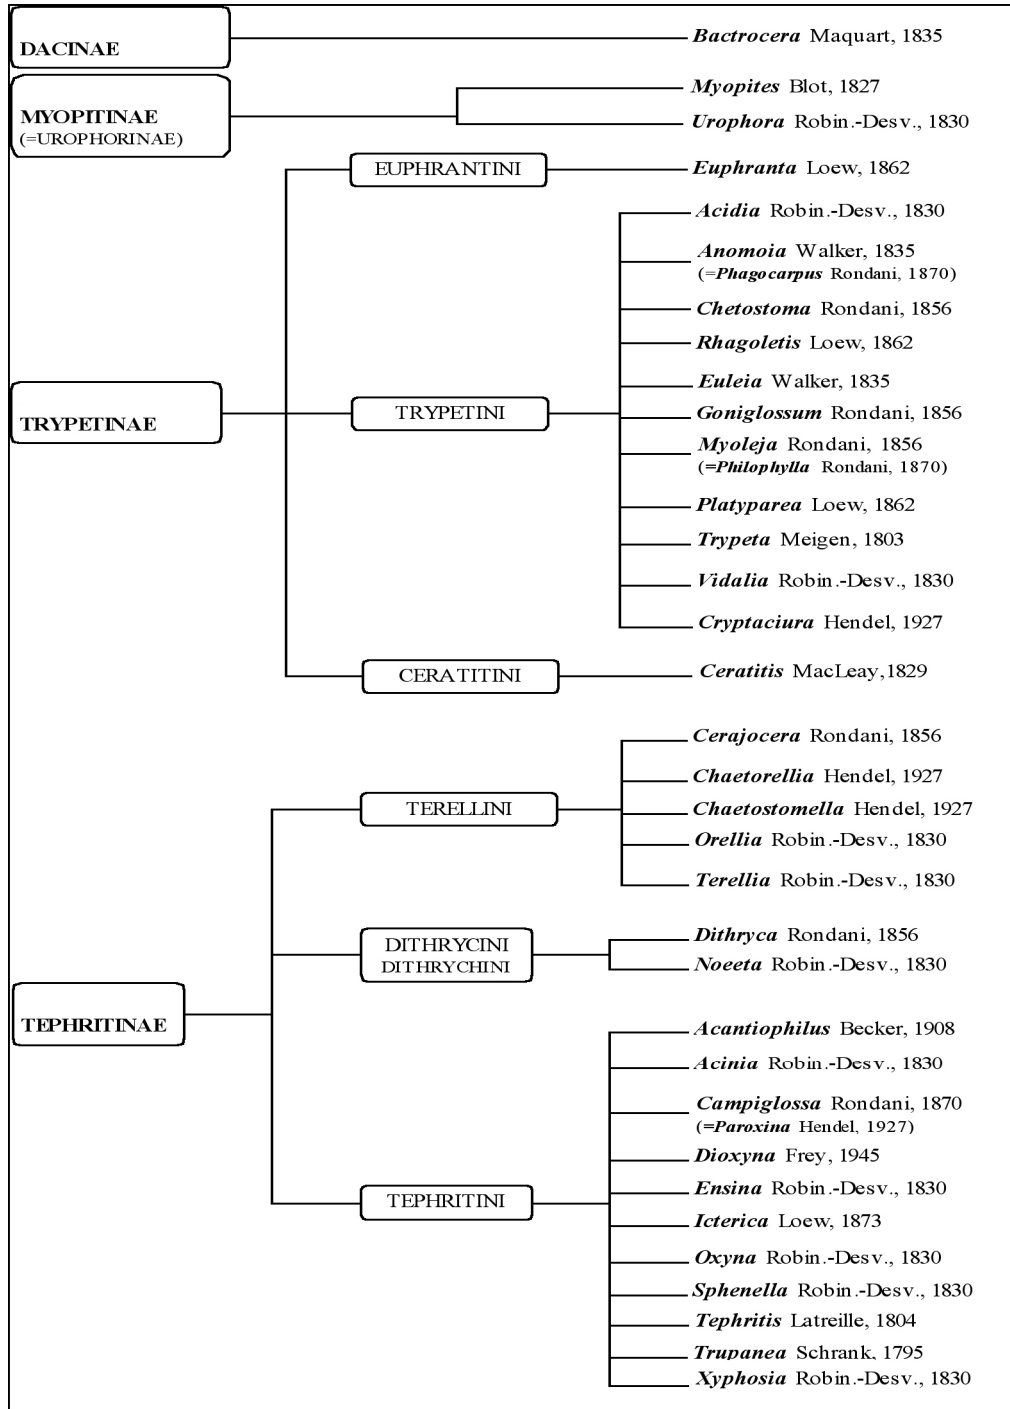 DACINAE
Bactrocera Maquart, 1835
MYOPITINAE
(=UROPHORINAE)
Myopites Blot, 1827
Urophora Robin.-Desv., 1830
TRYPETINAE
EUPHRANTINI
Euphranta Loew, 1862
TRYPETINI
Acidia Robin.-Desv., 1830
Anomoia Walker, 1835
(=Phagocarpus Rondani, 1870)
Chetostoma Rondani, 1856
Rhagoletis Loew, 1862
Euleia Walker, 1835
Goniglossum Rondani, 1856
Myoleja Rondani, 1856
(=Philophylla Rondani, 1870)
Platyparea Loew, 1862
Trypeta Meigen, 1803
Vidalia Robin.-Desv., 1830
Cryptaciura Hendel, 1927
CERATITINI
Ceratitis MacLeay,1829
TEPHRITINAE
TERELLINI
Cerajocera Rondani, 1856
Chaetorellia Hendel, 1927
Chaetostomella Hendel, 1927
Orellia Robin.-Desv., 1830
Terellia Robin.-Desv., 1830
DITHRYCINI
DITHRYCHINI
Dithryca Rondani, 1856
Noeeta Robin.-Desv., 1830
TEPHRITINI
Acantiophilus Becker, 1908
Acinia Robin.-Desv., 1830
Campiglossa Rondani, 1870
(=Paroxina Hendel, 1927)
Dioxyna Frey, 1945
Ensina Robin.-Desv., 1830
Icterica Loew, 1873
Oxyna Robin.-Desv., 1830
Sphenella Robin.-Desv., 1830
Tephritis Latreille, 1804
Trupanea Schrank, 1795
Xyphosia Robin.-Desv., 1830